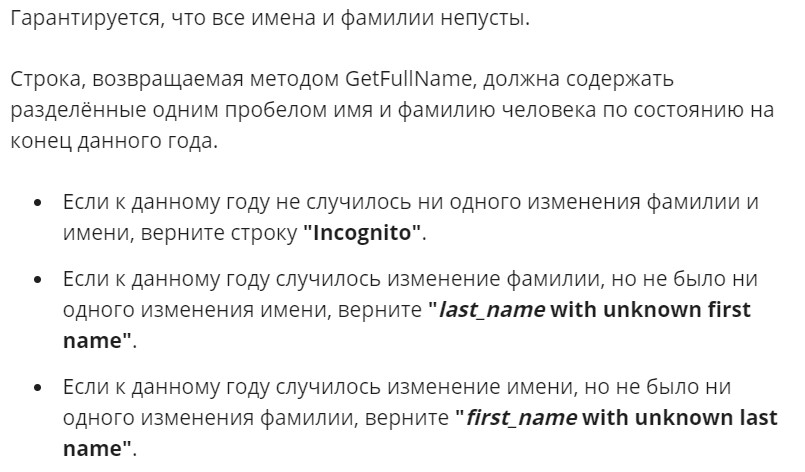 Гарантируется, что все имена и фамилии непусты.
Строка, возвращаемая методом GetFullName, должна содержать
разделённые одним пробелом имя и фамилию человека по состоянию на
конец данного года.
• Если к данному году не случилось ни одного изменения фамилии и
имени, верните строку "Incognito".
• Если к данному году случилось изменение фамилии, но не было ни
одного изменения имени, верните "last_name with unknown first
name".
• Если к данному году случилось изменение имени, но не было ни
одного изменения фамилии, верните "first_name with unknown last
name".